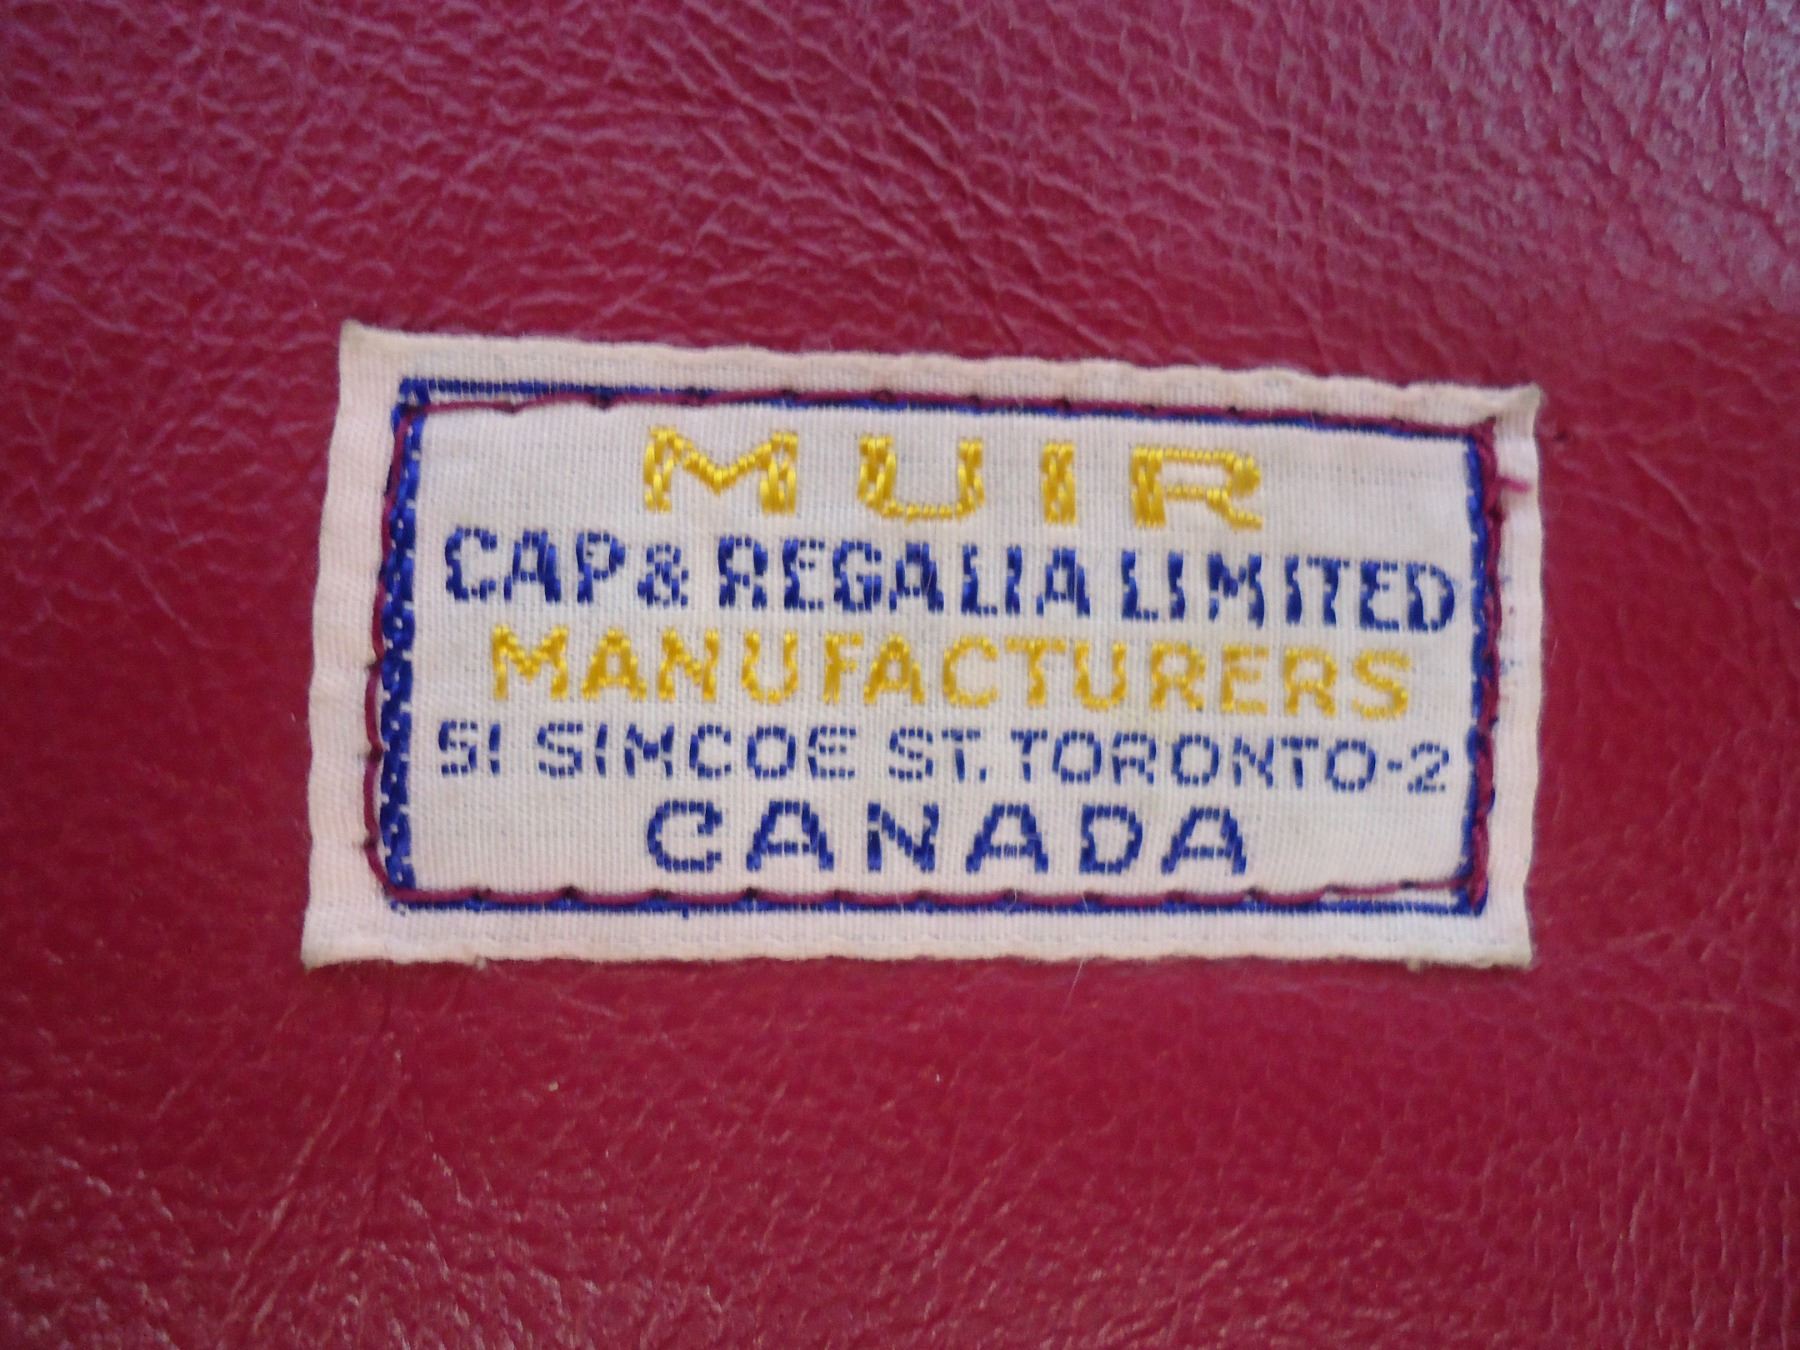 MUIR
CAP & REGALIA LIMITED
MANUFACTURERS
51 SIMCOE ST. TORONTO-2
CANADA